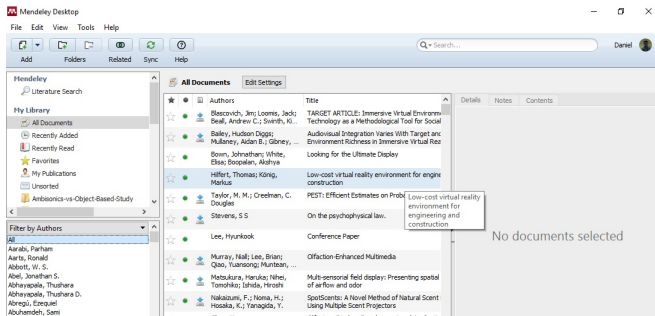 Mendeley Desktop
File Edit View Tools Help
Add Folders Related Sync Help
Search...
Daniel
Mendeley
Literature Search
My Library
All Documents
Recently Added
Recently Read
Favorites
My Publications
Unsorted
Ambisonics-vs-Object-Based-Study
Filter by Authors
All
Aarabi, Parham
Aarts, Ronald
Abbott, W. S.
Abel, Jonathan S.
Abhayapala, Thushara
Abhayapala, Thushara D.
Abregú, Ezequiel
Abuhamdeh, Sami
All Documents Edit Settings
Authors Title
Blascovich, Jim; Loomis, Jack; TARGET ARTICLE: Immersive Virtual Environm
Beall, Andrew C.; Swinth, Ki... Technology as a Methodological Tool for Social
Bailey, Hudson Diggs; Audiovisual Integration Varies With Target and
Mullaney, Aidan B.; Gibney, ... Environment Richness in Immersive Virtual Rea
Bown, Johnathan; White, Looking for the Ultimate Display
Elisa; Boopalan, Akshya
Hilfert, Thomas; König, Low-cost virtual reality environment for engine
Markus construction
Taylor, M. M.; Creelman, C. PEST: Efficient Estimates on Proba
Douglas
Low-cost virtual reality
environment for
engineering and
construction
Stevens, S S On the psychophysical law.
Lee, Hyunkook Conference Paper
Murray, Niall; Lee, Brian; Olfaction-Enhanced Multimedia
Qiao, Yuansong; Muntean, ...
Matsukura, Haruka; Nihei, Multi-sensorial field display: Presenting spatial
Tomohiko; Ishida, Hiroshi of airflow and odor
Nakaizumi, F.; Noma, H.; SpotScents: A Novel Method of Natural Scent
Hosaka, K.; Yanagida, Y. Using Multiple Scent Projectors
Details Notes Contents
No documents selected